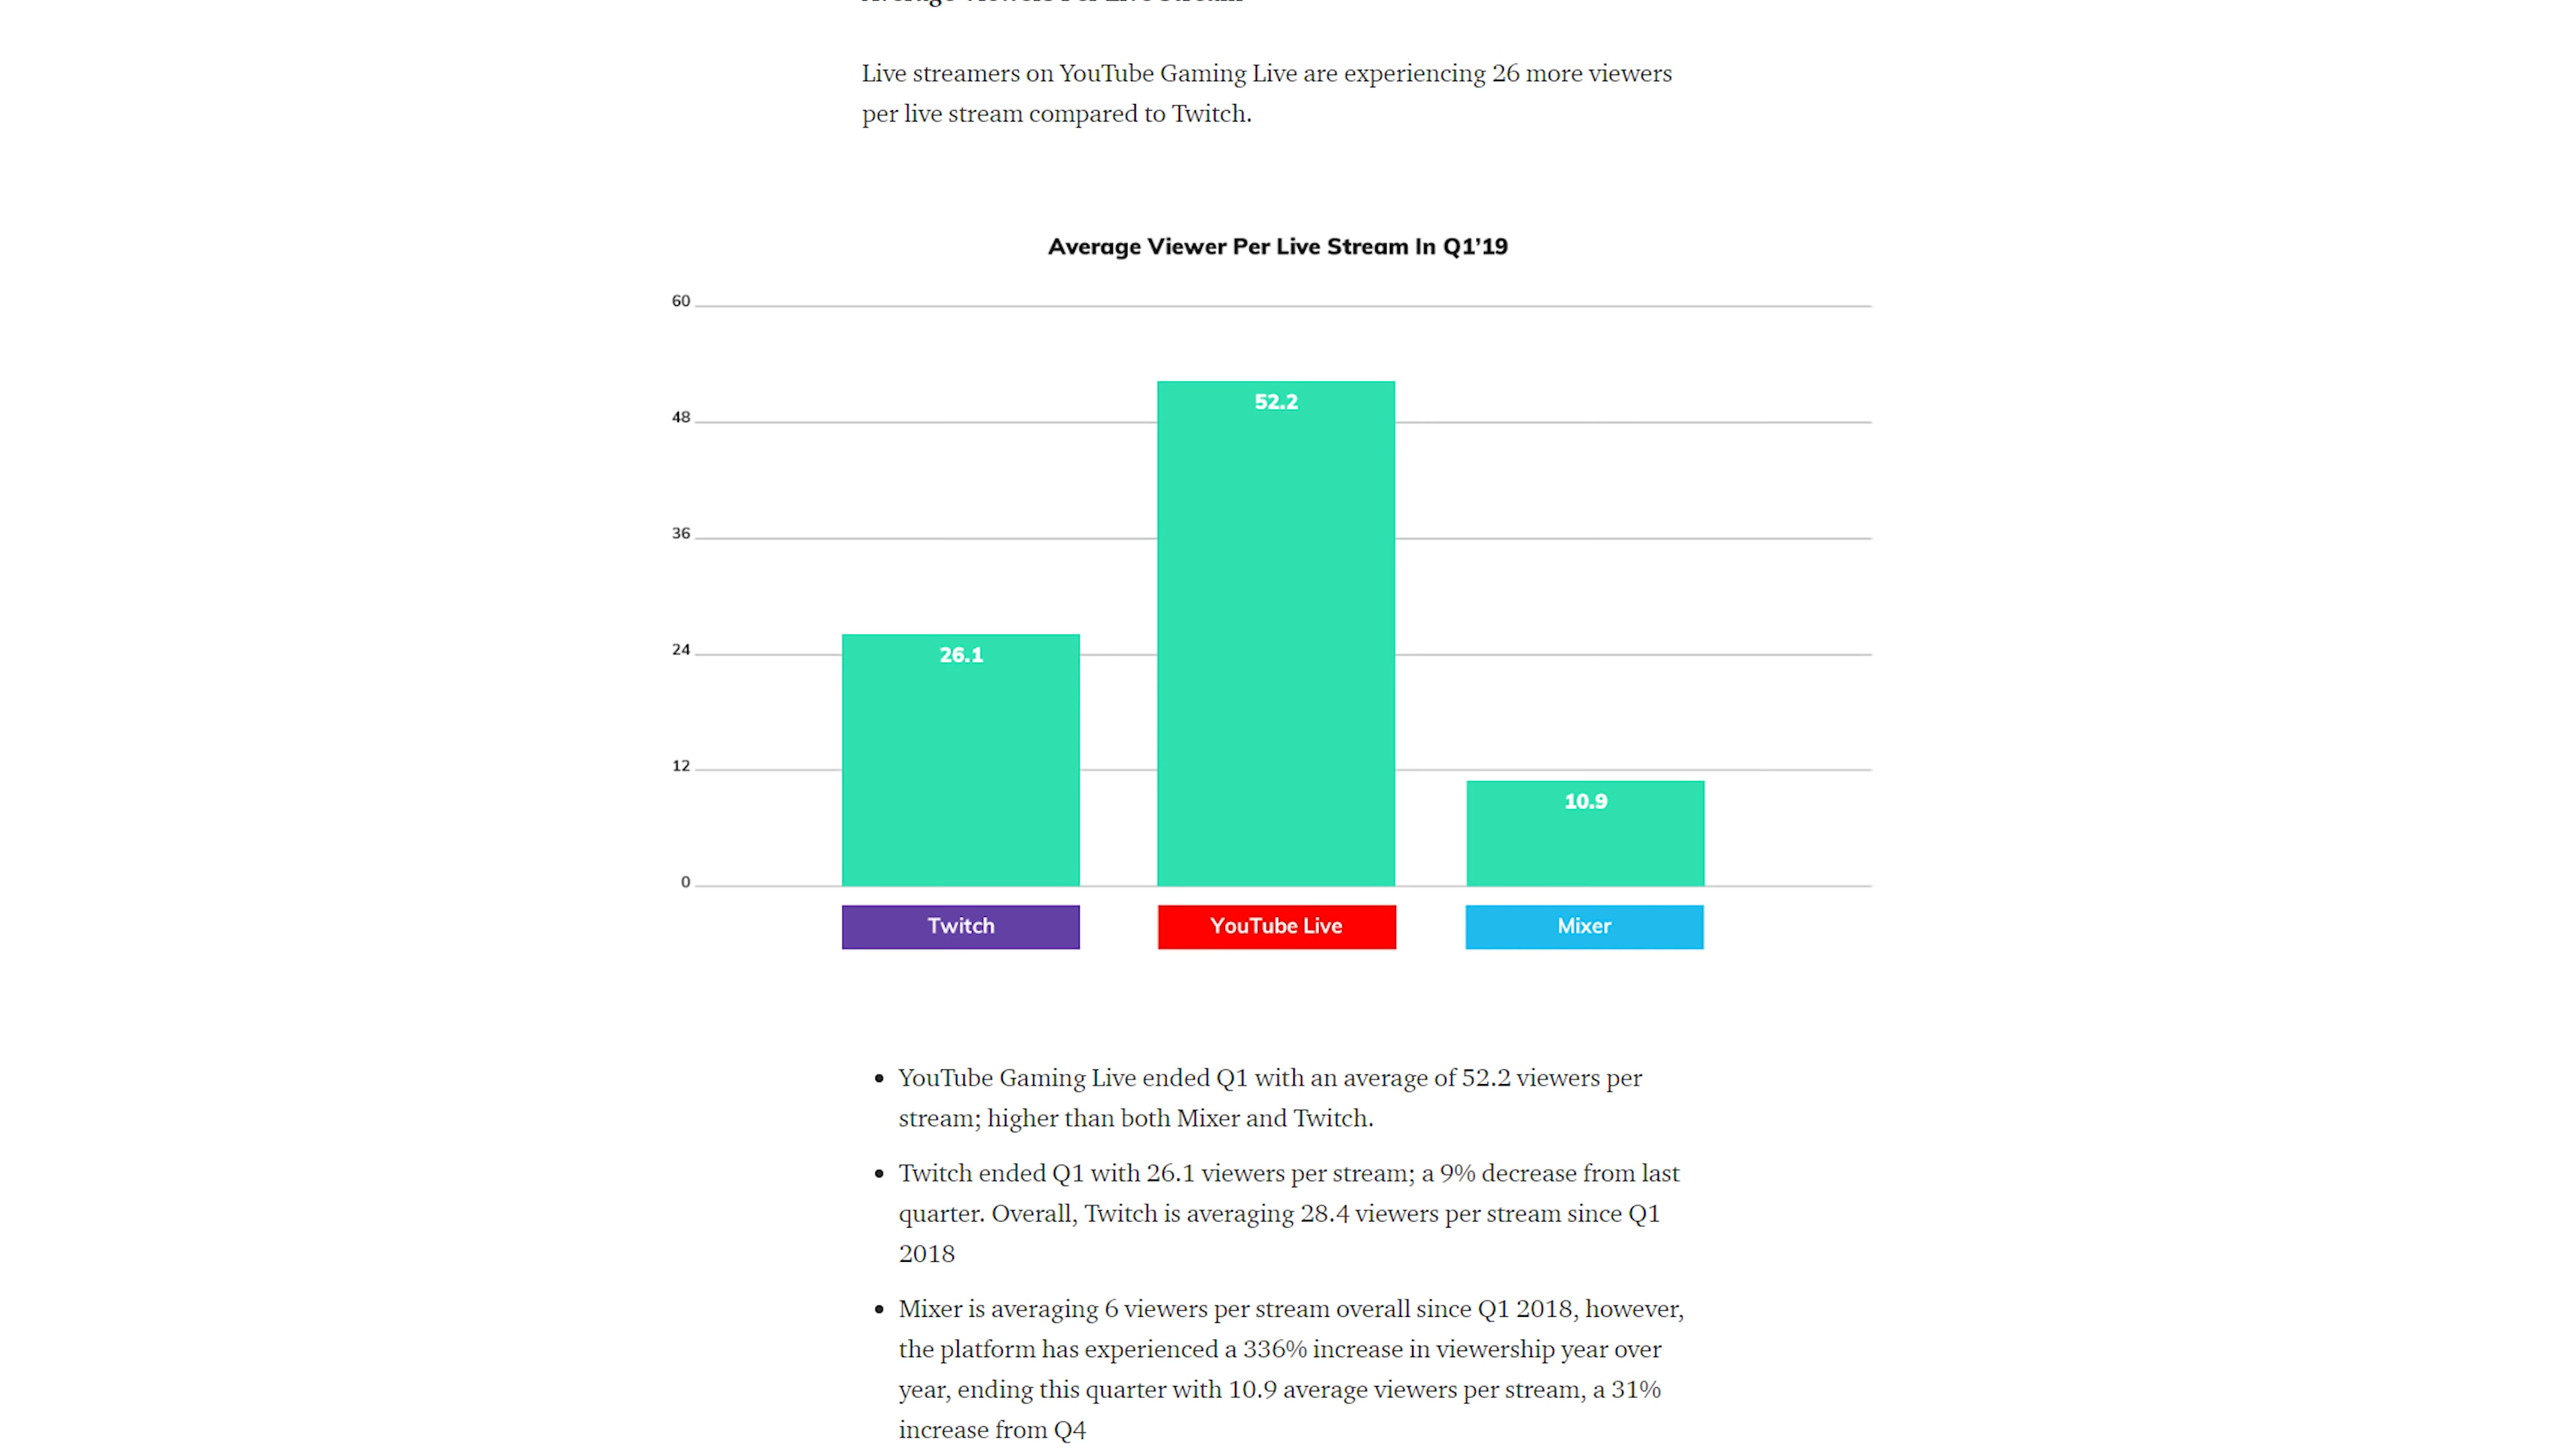 Average Viewers Per Live Stream
Live streamers on YouTube Gaming Live are experiencing 26 more viewers
per live stream compared to Twitch.
Average Viewer Per Live Stream In Q1’19
60
48
36
24
12
0
26.1
52.2
10.9
Twitch
YouTube Live
Mixer
• YouTube Gaming Live ended Q1 with an average of 52.2 viewers per
stream; higher than both Mixer and Twitch.
• Twitch ended Q1 with 26.1 viewers per stream; a 9% decrease from last
quarter. Overall, Twitch is averaging 28.4 viewers per stream since Q1
2018
• Mixer is averaging 6 viewers per stream overall since Q1 2018, however,
the platform has experienced a 336% increase in viewership year over
year, ending this quarter with 10.9 average viewers per stream, a 31%
increase from Q4